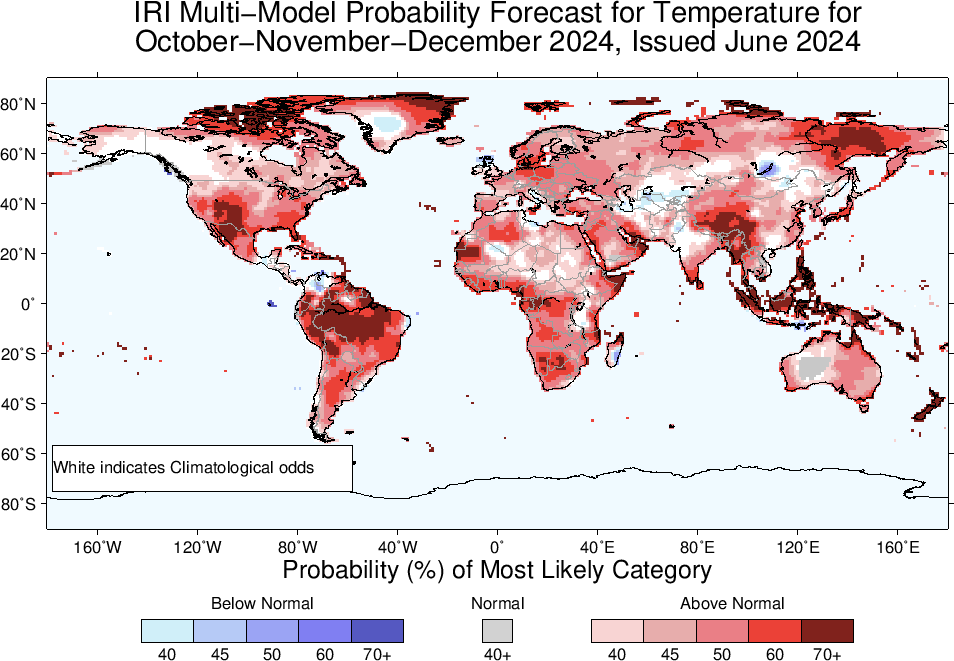 IRI Multi−Model Probability Forecast for Temperature for
October−November−December 2024, Issued June 2024
80˚N
60˚N
40˚N
20˚N
0˚
20˚S
40˚S
60˚S
80˚S
White indicates Climatological odds
160˚W 120˚W 80˚W 40˚W 0˚ 40˚E 80˚E 120˚E 160˚E
Probability (%) of Most Likely Category
Below Normal Normal Above Normal
40 45 50 60 70+ 40+ 40 45 50 60 70+